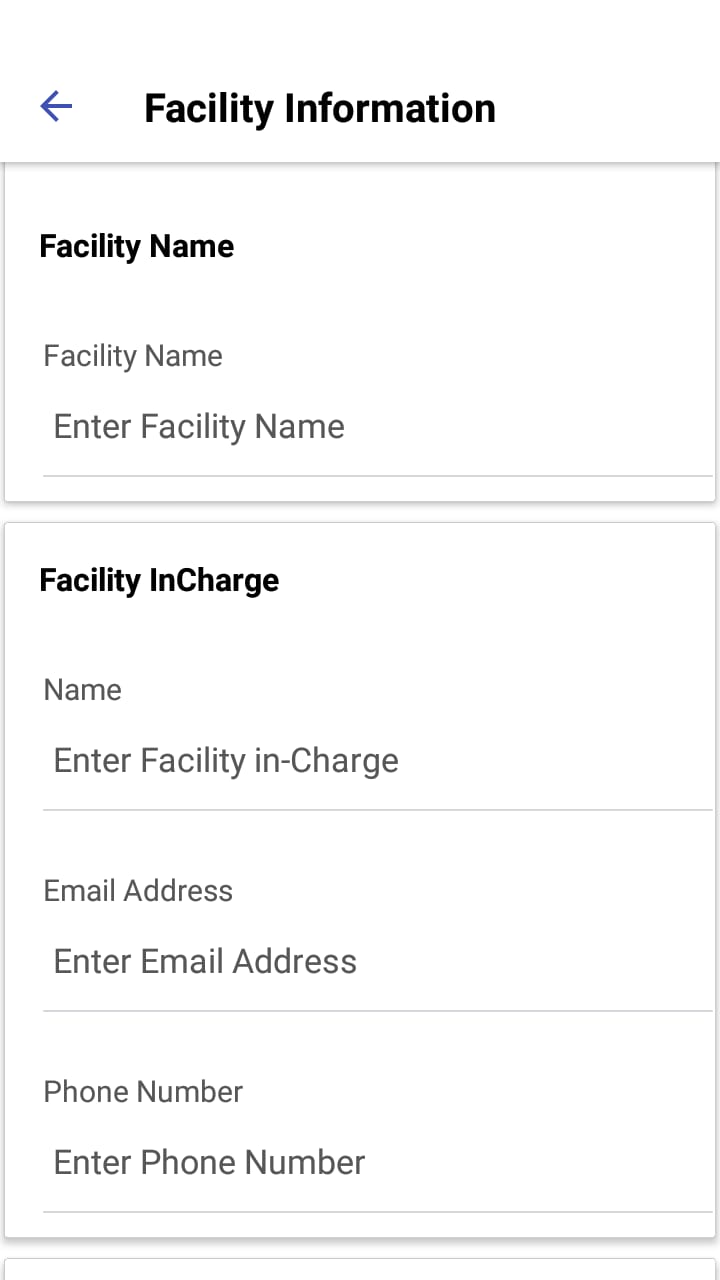 Facility Information
Facility Name
Facility Name
Enter Facility Name
Facility InCharge
Name
Enter Facility in-Charge
Email Address
Enter Email Address
Phone Number
Enter Phone Number